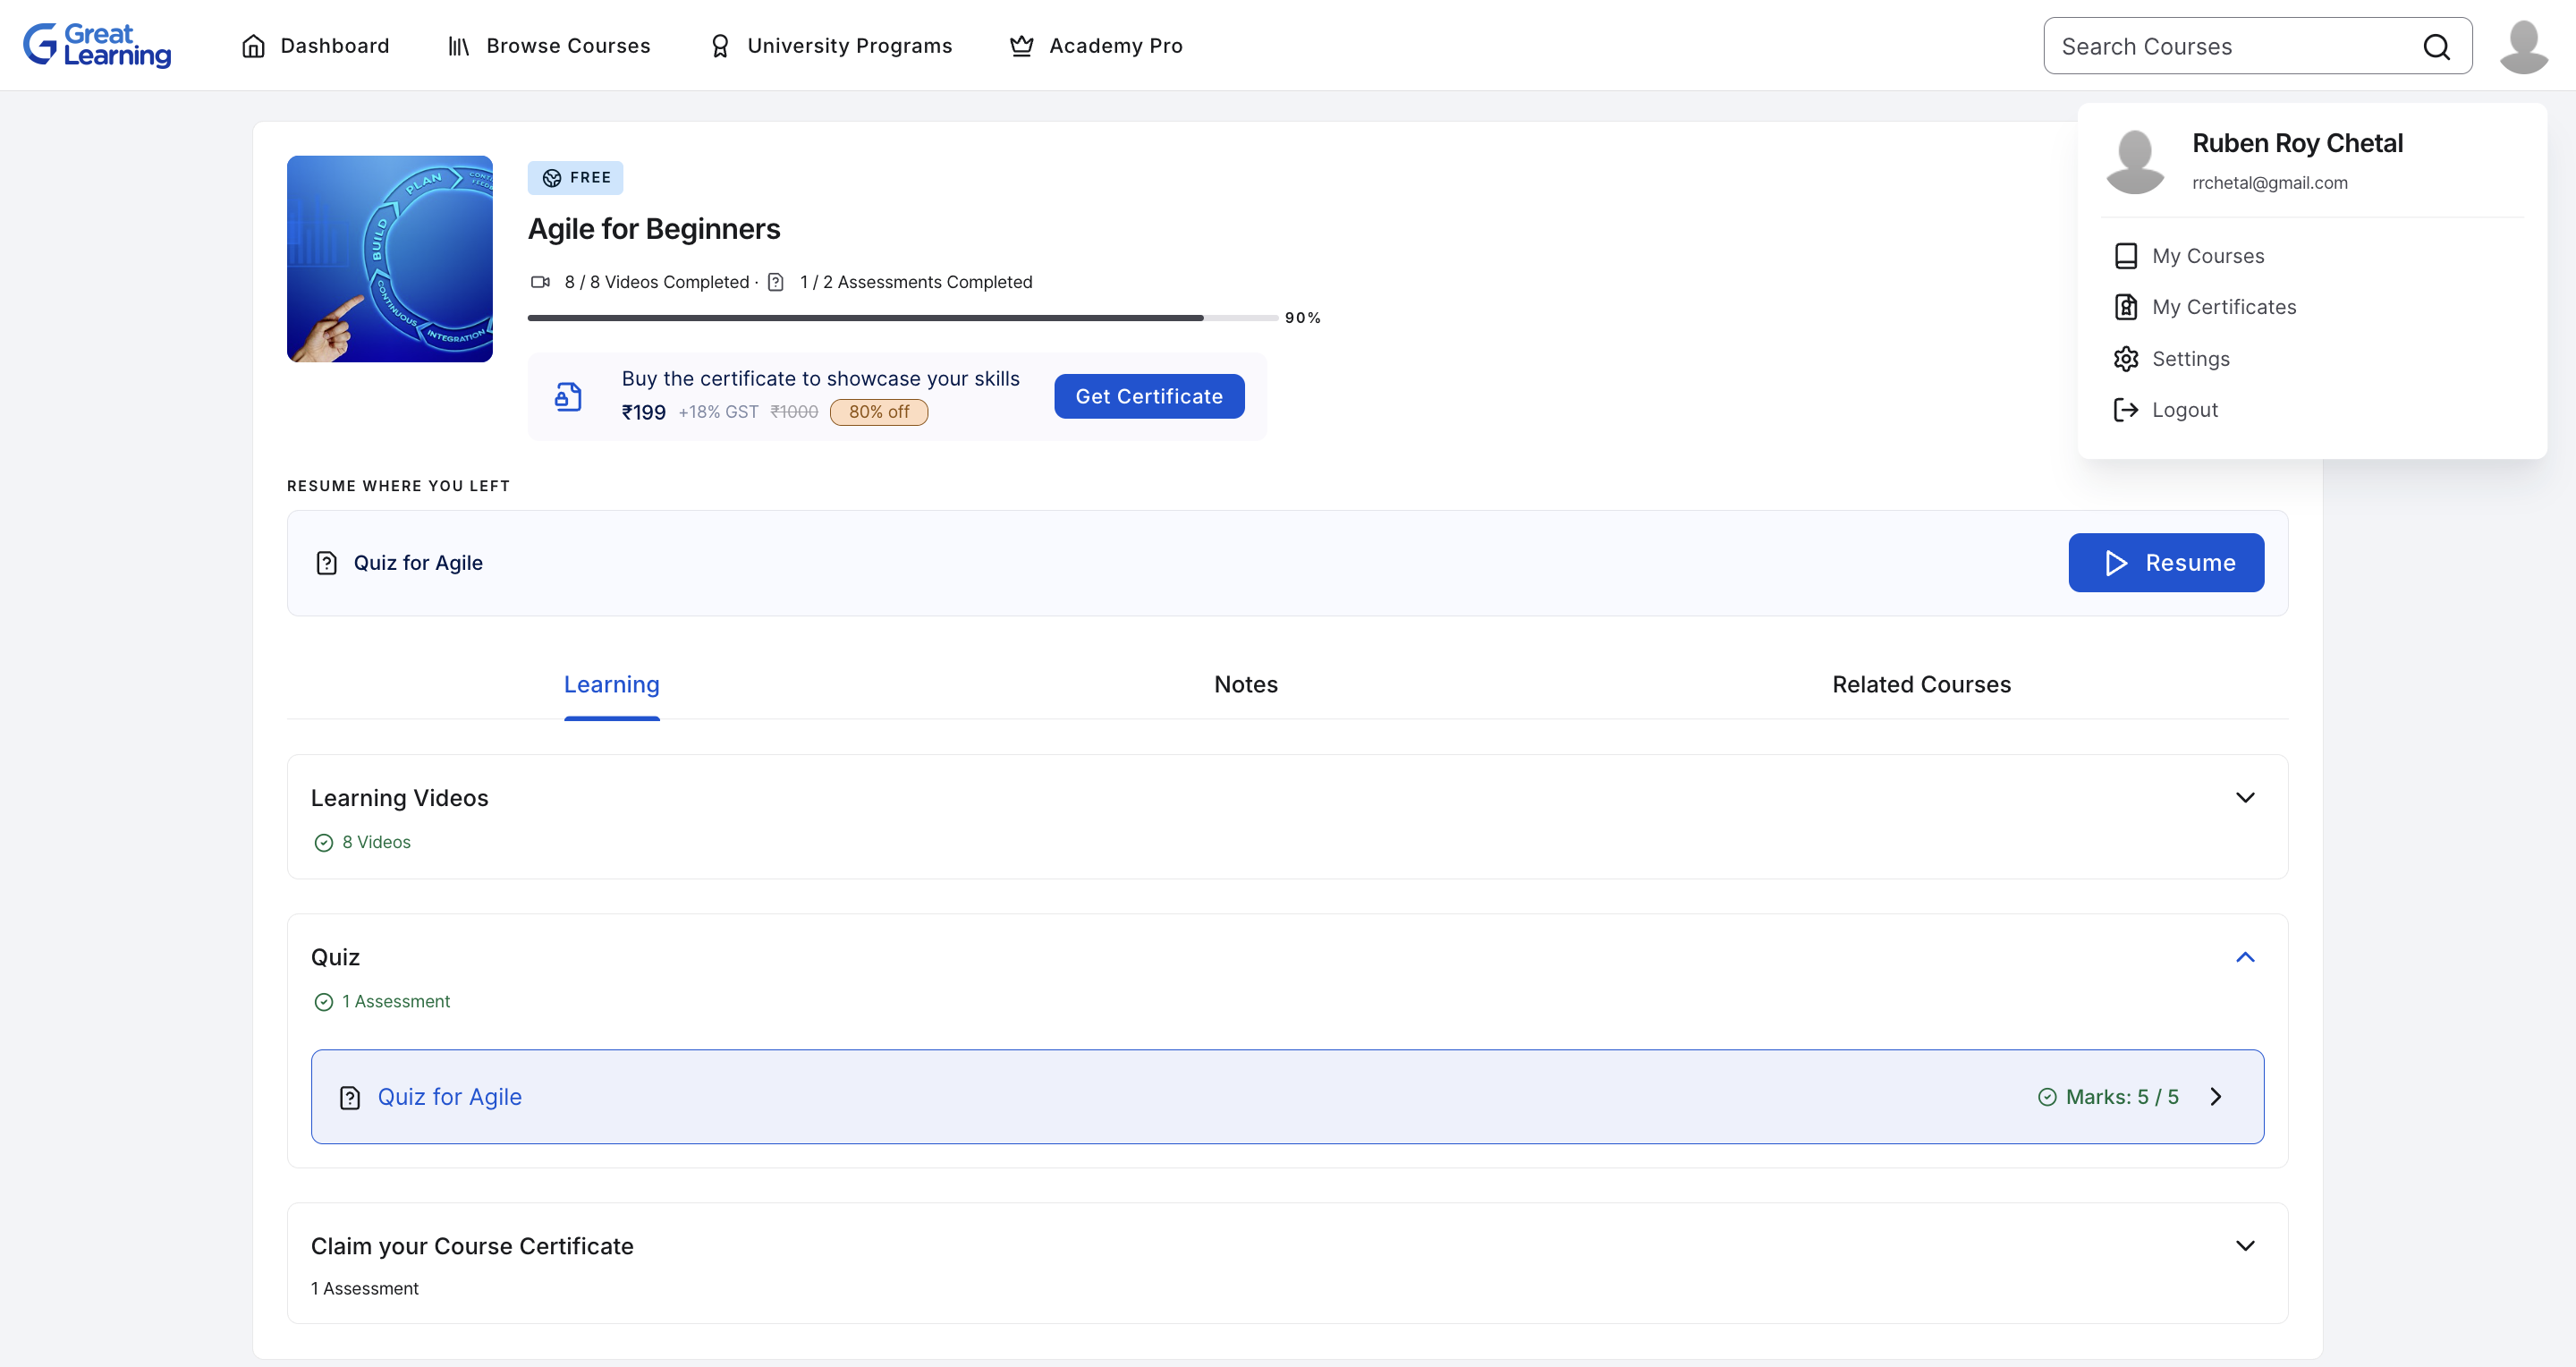 Great Learning
Dashboard
Browse Courses
University Programs
Academy Pro
Search Courses
Ruben Roy Chetal
rrchetal@gmail.com
My Courses
My Certificates
Settings
Logout
PLAN
BUILD
CONTINUOUS
INTEGRATION
FREE
Agile for Beginners
8 / 8 Videos Completed · 1 / 2 Assessments Completed
90%
Buy the certificate to showcase your skills
₹199 +18% GST ₹1000 80% off
Get Certificate
RESUME WHERE YOU LEFT
Quiz for Agile
Resume
Learning
Notes
Related Courses
Learning Videos
8 Videos
Quiz
1 Assessment
Quiz for Agile
Marks: 5 / 5
Claim your Course Certificate
1 Assessment